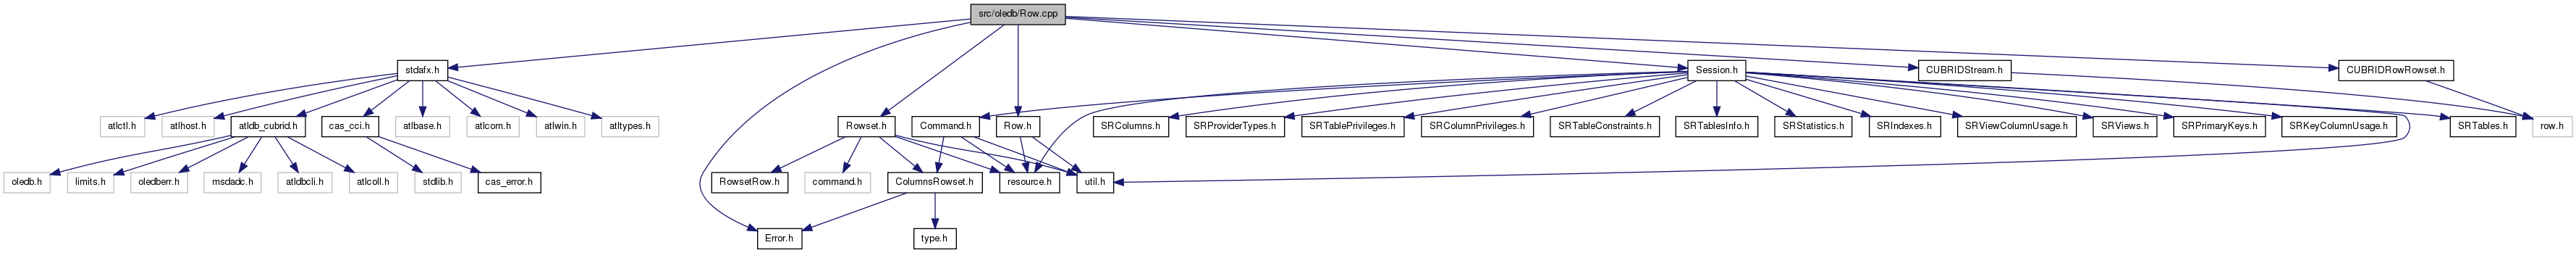 src/oledb/Row.cpp
stdafx.h
Session.h
CUBRIDStream.h
CUBRIDRowRowset.h
atlctl.h
atlhost.h
atldb_cubrid.h
cas_cci.h
atlbase.h
atlcom.h
atlwin.h
atltypes.h
Rowset.h
Command.h
Row.h
SRColumns.h
SRProviderTypes.h
SRTablePrivileges.h
SRColumnPrivileges.h
SRTableConstraints.h
SRTablesInfo.h
SRStatistics.h
SRIndexes.h
SRViewColumnUsage.h
SRViews.h
SRPrimaryKeys.h
SRKeyColumnUsage.h
SRTables.h
row.h
oledb.h
limits.h
oledberr.h
msdadc.h
atldbcli.h
atlcoll.h
stdlib.h
cas_error.h
RowsetRow.h
command.h
ColumnsRowset.h
resource.h
util.h
Error.h
type.h